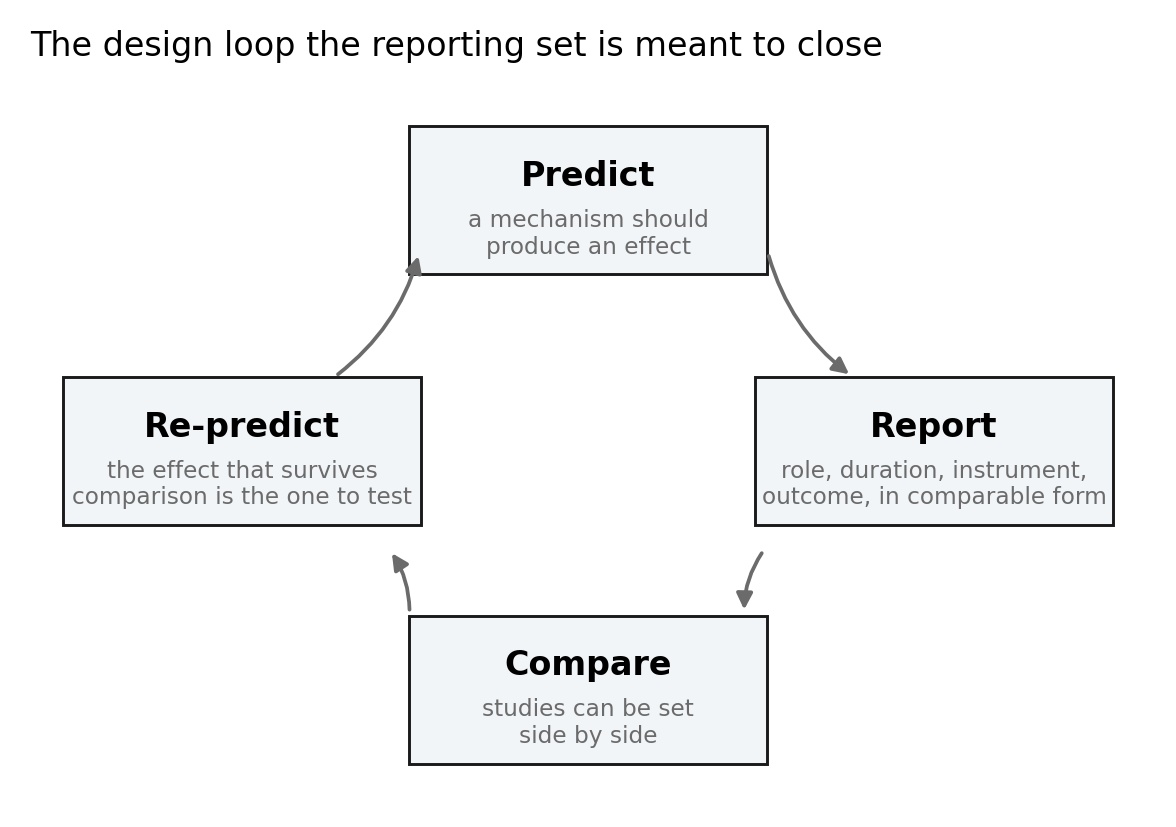 The design loop the reporting set is meant to close
Predict
a mechanism should
produce an effect
Re-predict
the effect that survives
comparison is the one to test
Report
role, duration, instrument,
outcome, in comparable form
Compare
studies can be set
side by side